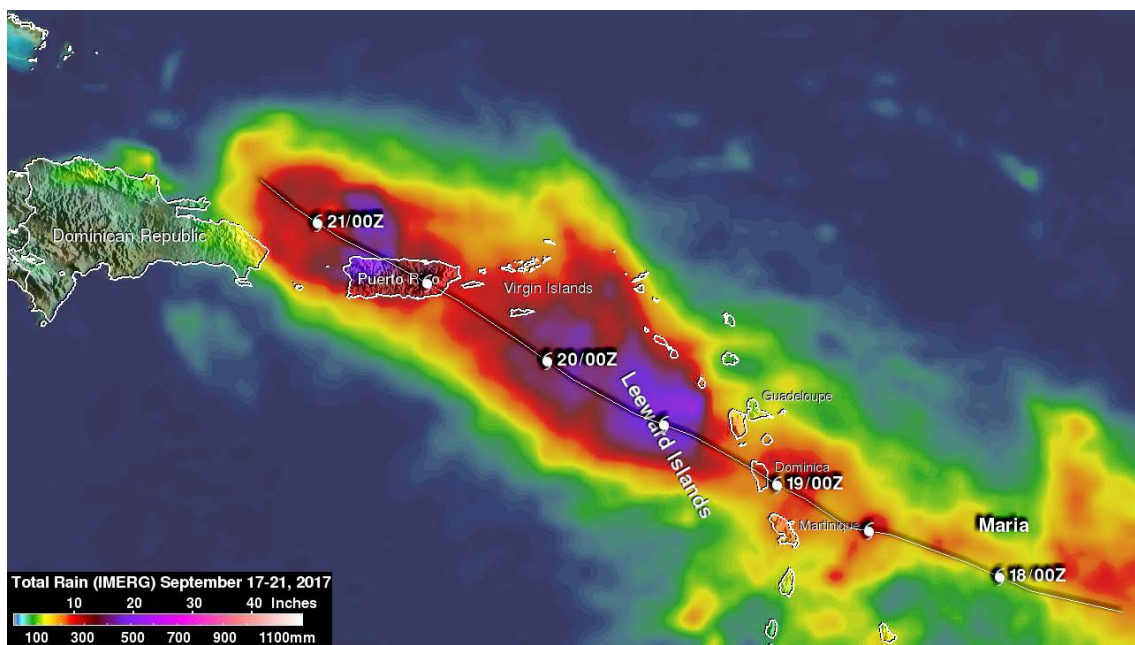 21/00Z
Dominican Republic
Puerto Rico
Virgin Islands
20/00Z
Leeward Islands
Guadeloupe
Dominica
19/00Z
Martinique
Maria
18/00Z
Total Rain (IMERG) September 17-21, 2017
10 20 30 40 Inches
100 300 500 700 900 1100mm